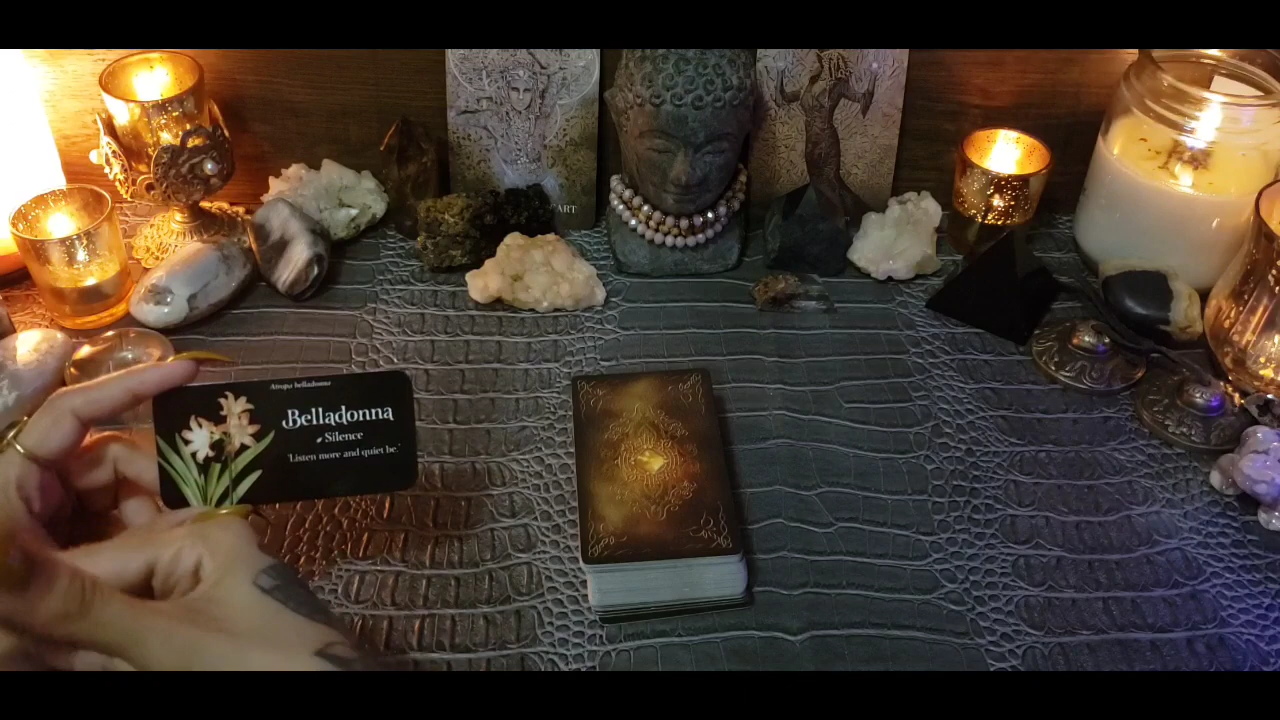 Atropa belladonna
Belladonna
Silence
'Listen more and quiet be.'